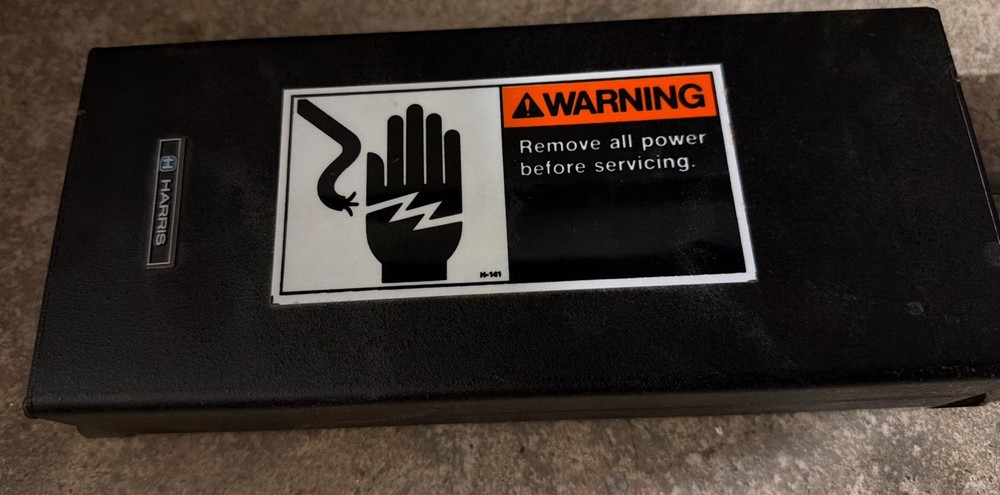 HARRIS
WARNING
Remove all power
before servicing.
H-141